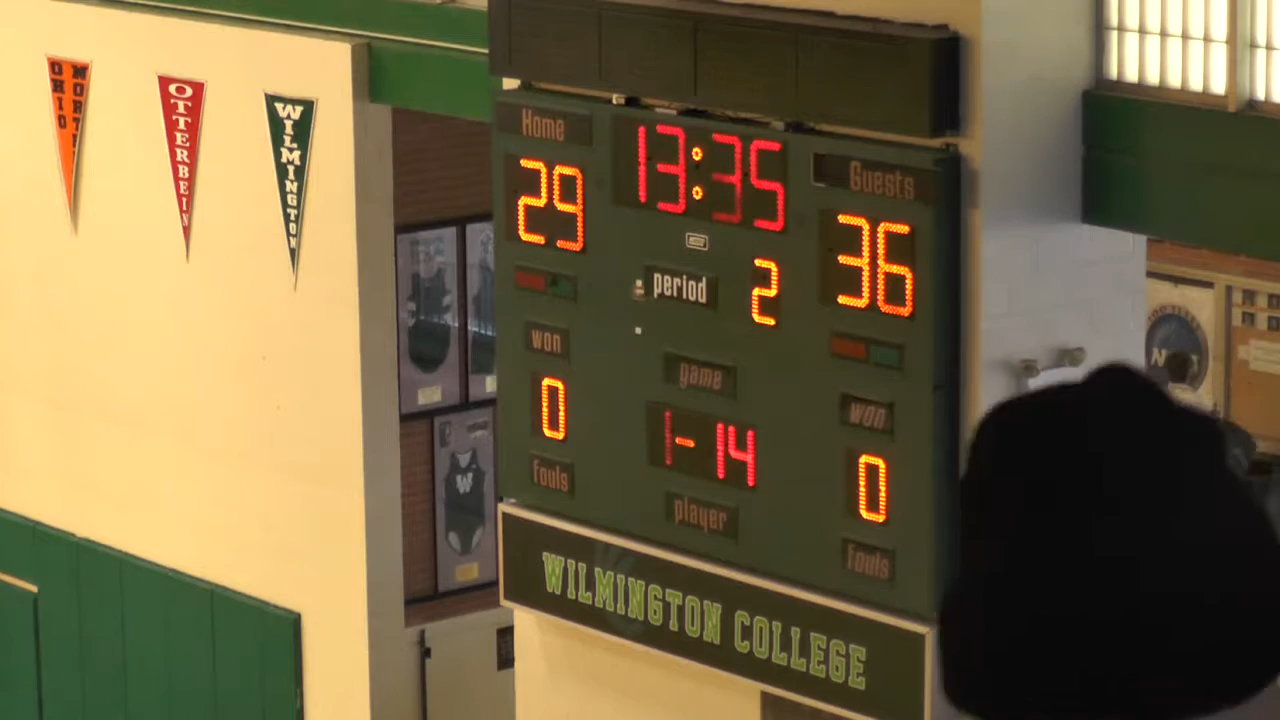 OHIO
NORTH
OTTERBEIN
WILMINGTON
Home
13:35
Guests
29
36
period
2
won
game
won
0
1-14
0
Fouls
player
Fouls
W
WILMINGTON COLLEGE